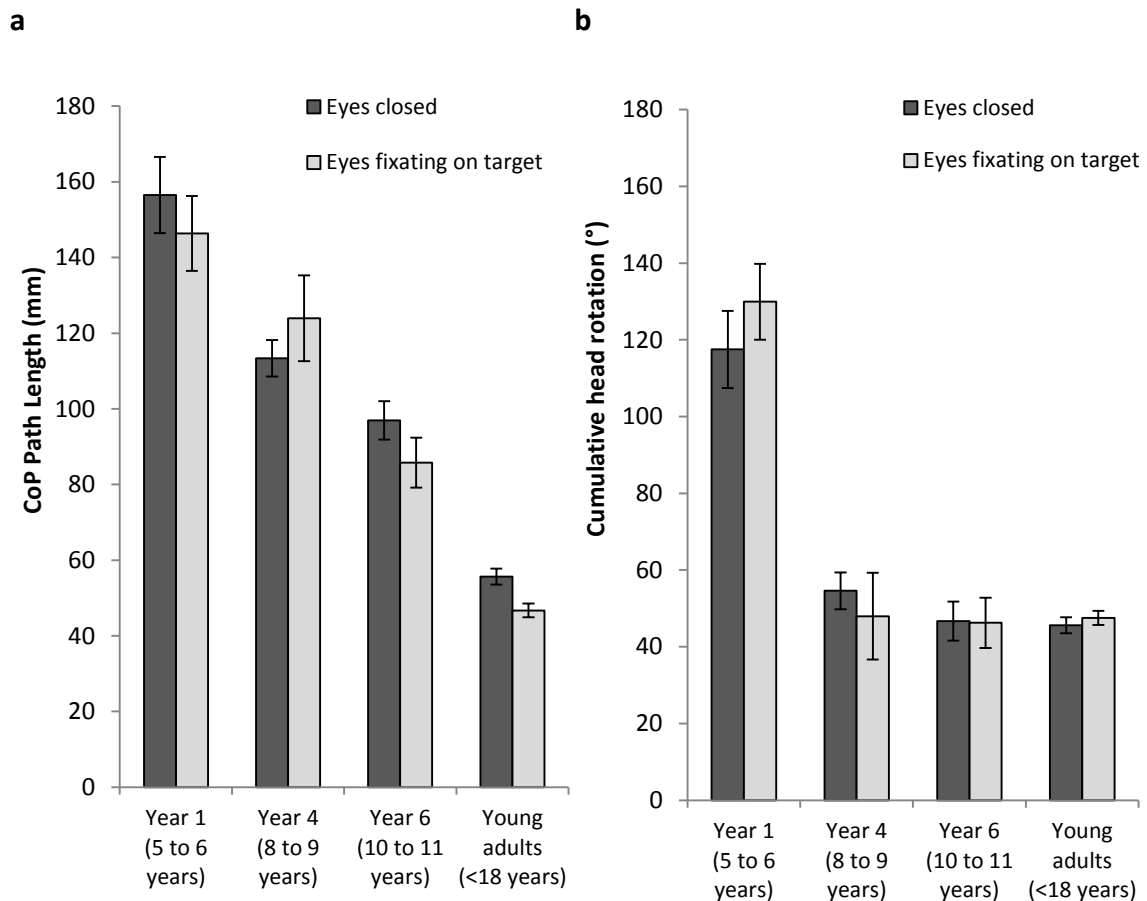 a
Eyes closed
Eyes fixating on target
CoP Path Length (mm)
180
160
140
120
100
80
60
40
20
0
Year 1
(5 to 6
years)
Year 4
(8 to 9
years)
Year 6
(10 to 11
years)
Young
adults
(<18 years)
b
Eyes closed
Eyes fixating on target
Cumulative head rotation (°)
180
160
140
120
100
80
60
40
20
0
Year 1
(5 to 6
years)
Year 4
(8 to 9
years)
Year 6
(10 to 11
years)
Young
adults
(<18 years)